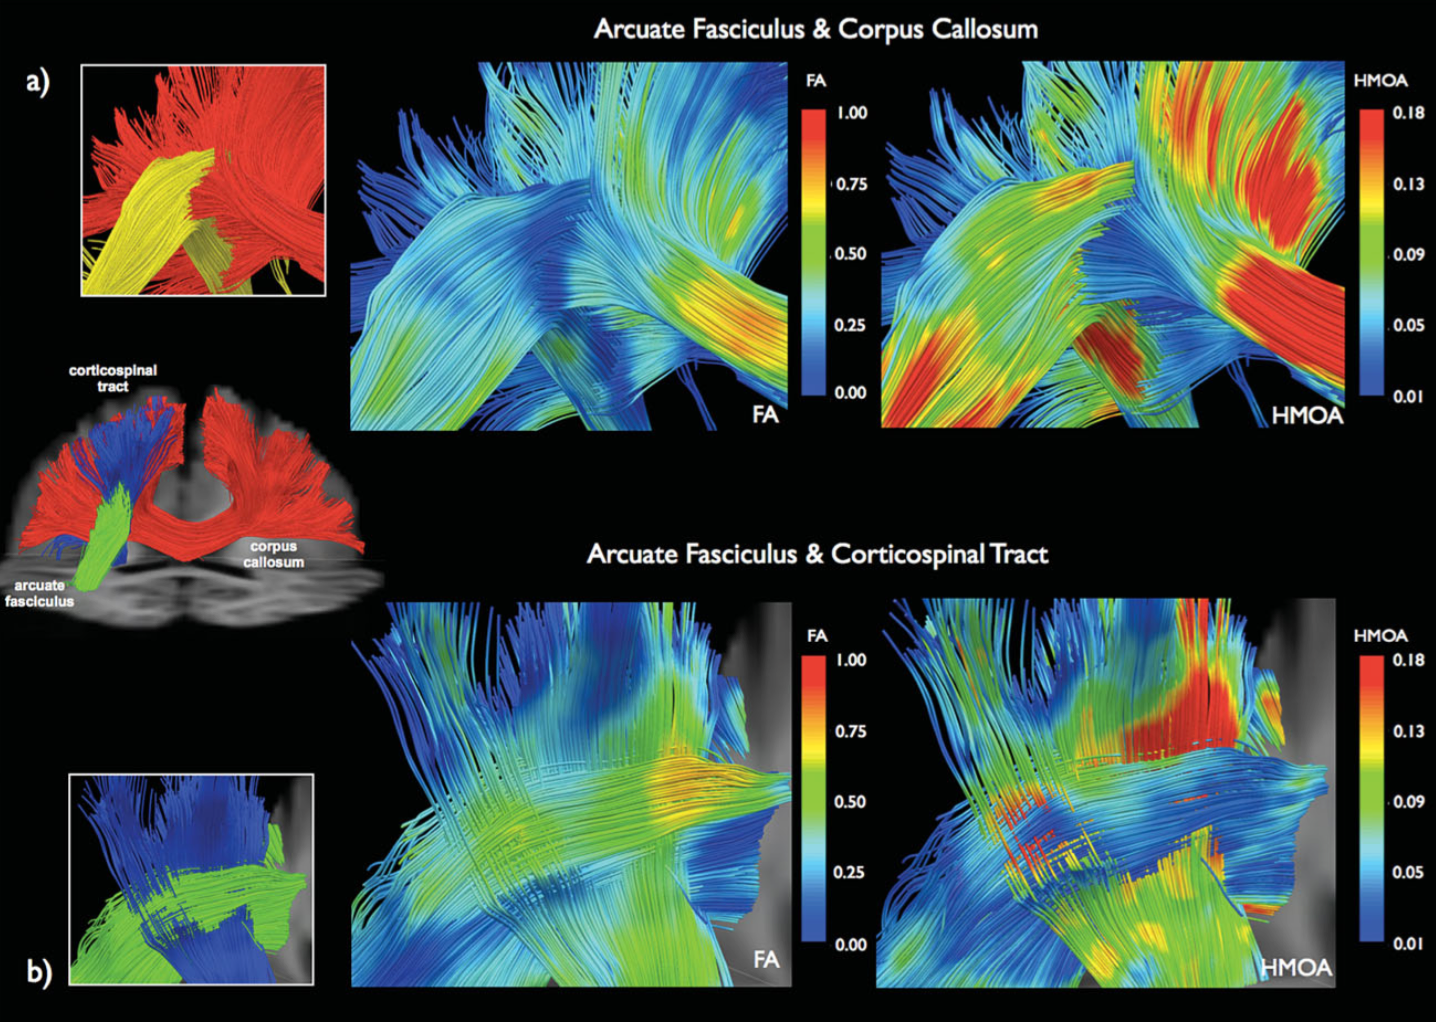 Arcuate Fasciculus & Corpus Callosum
a)
FA
1.00
0.75
0.50
0.25
0.00
FA
HMOA
0.18
0.13
0.09
0.05
0.01
HMOA
corticospinal
tract
corpus
callosum
arcuate
fasciculus
Arcuate Fasciculus & Corticospinal Tract
b)
FA
1.00
0.75
0.50
0.25
0.00
FA
HMOA
0.18
0.13
0.09
0.05
0.01
HMOA